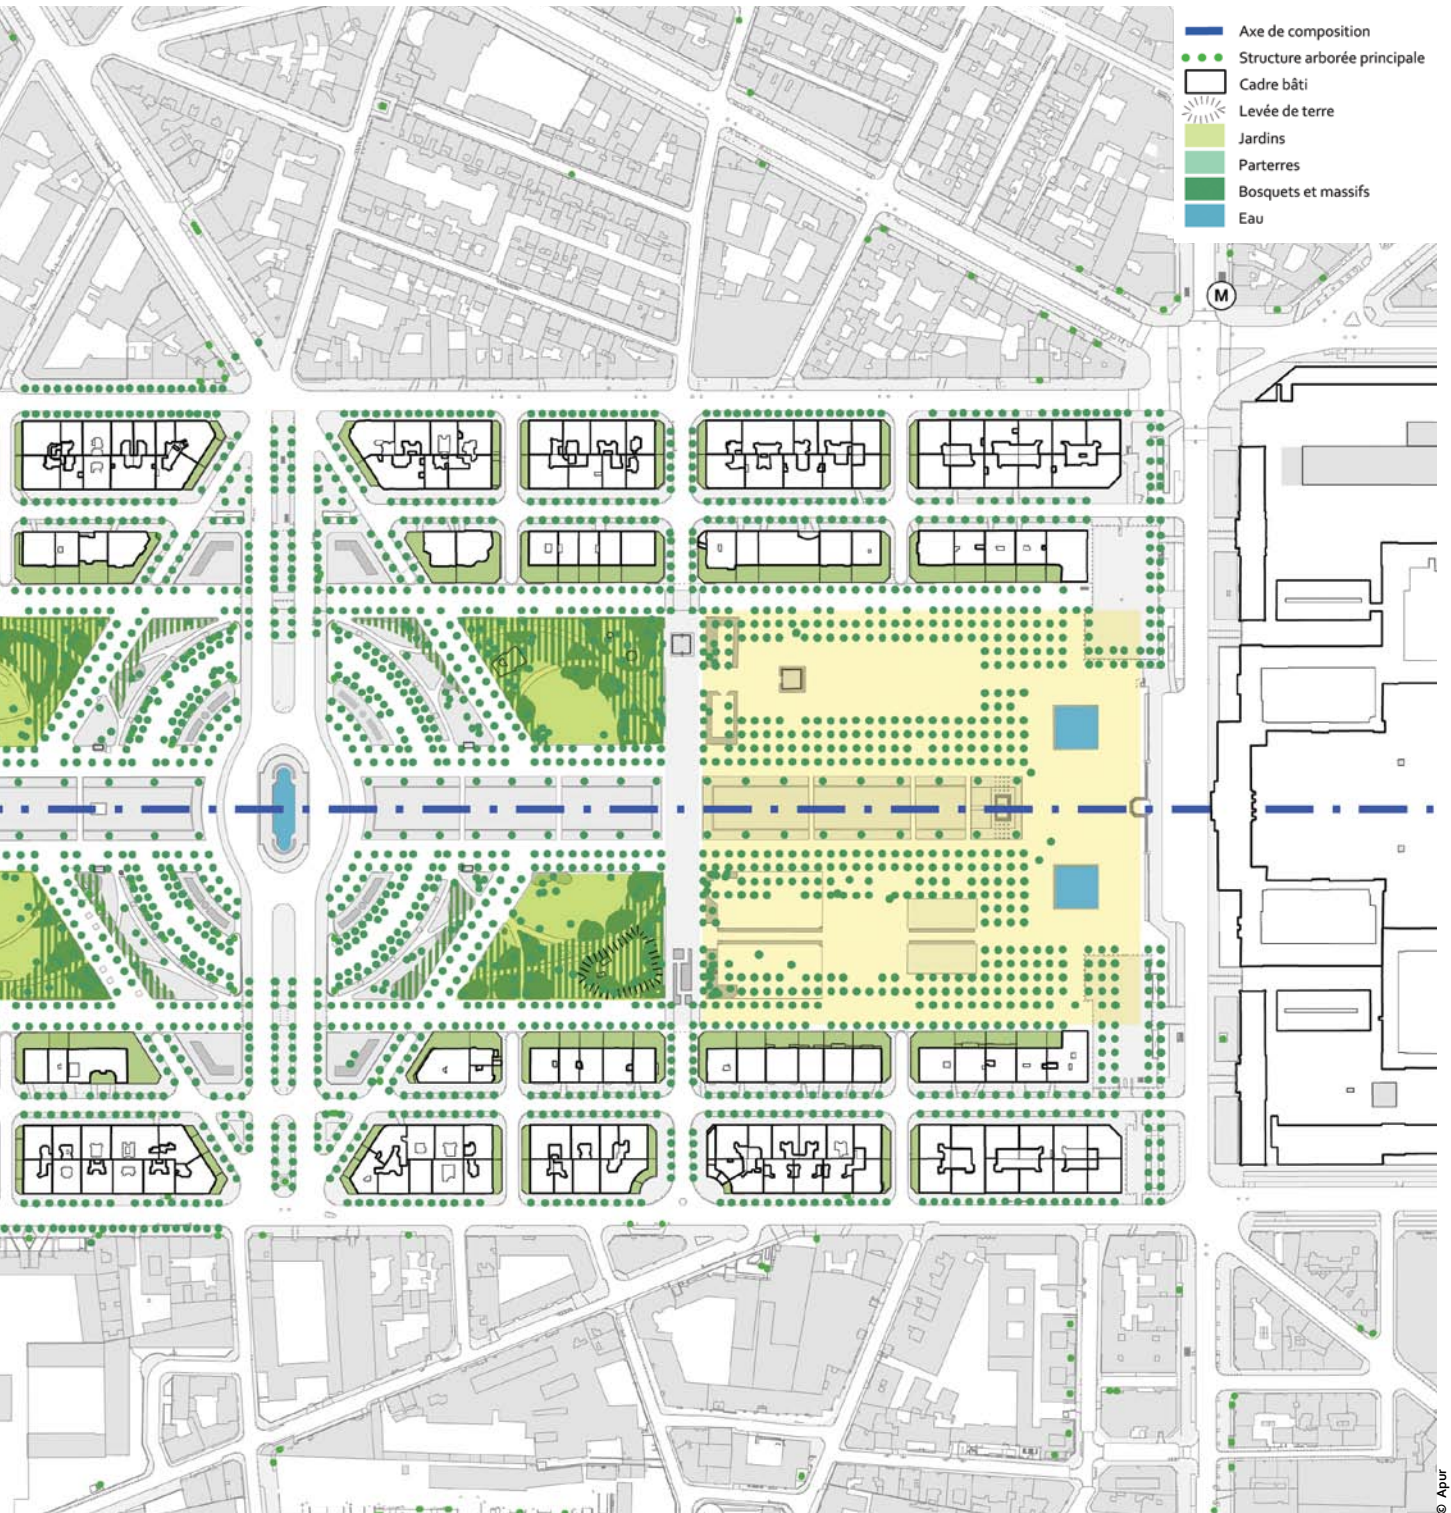 Axe de composition
Structure arborée principale
Cadre bâti
Levée de terre
Jardins
Parterres
Bosquets et massifs
Eau
M
© Apur